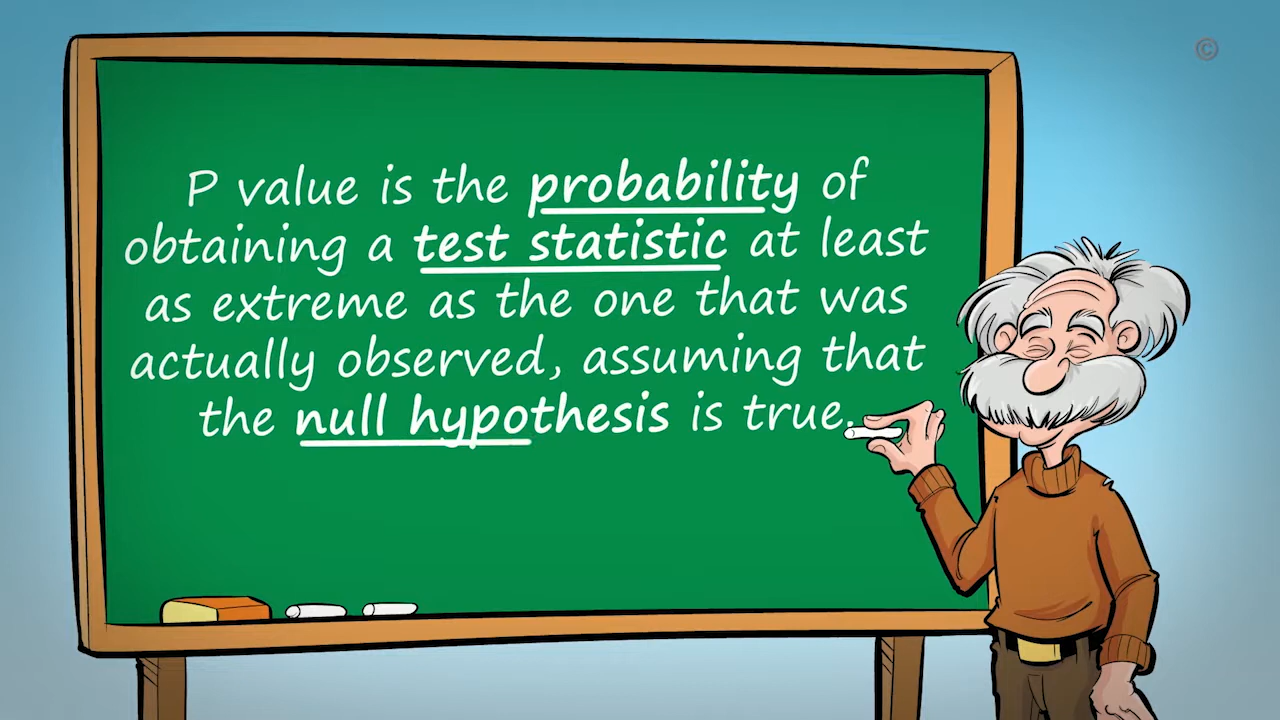 ©
P value is the probability of
obtaining a test statistic at least
as extreme as the one that was
actually observed, assuming that
the null hypothesis is true.